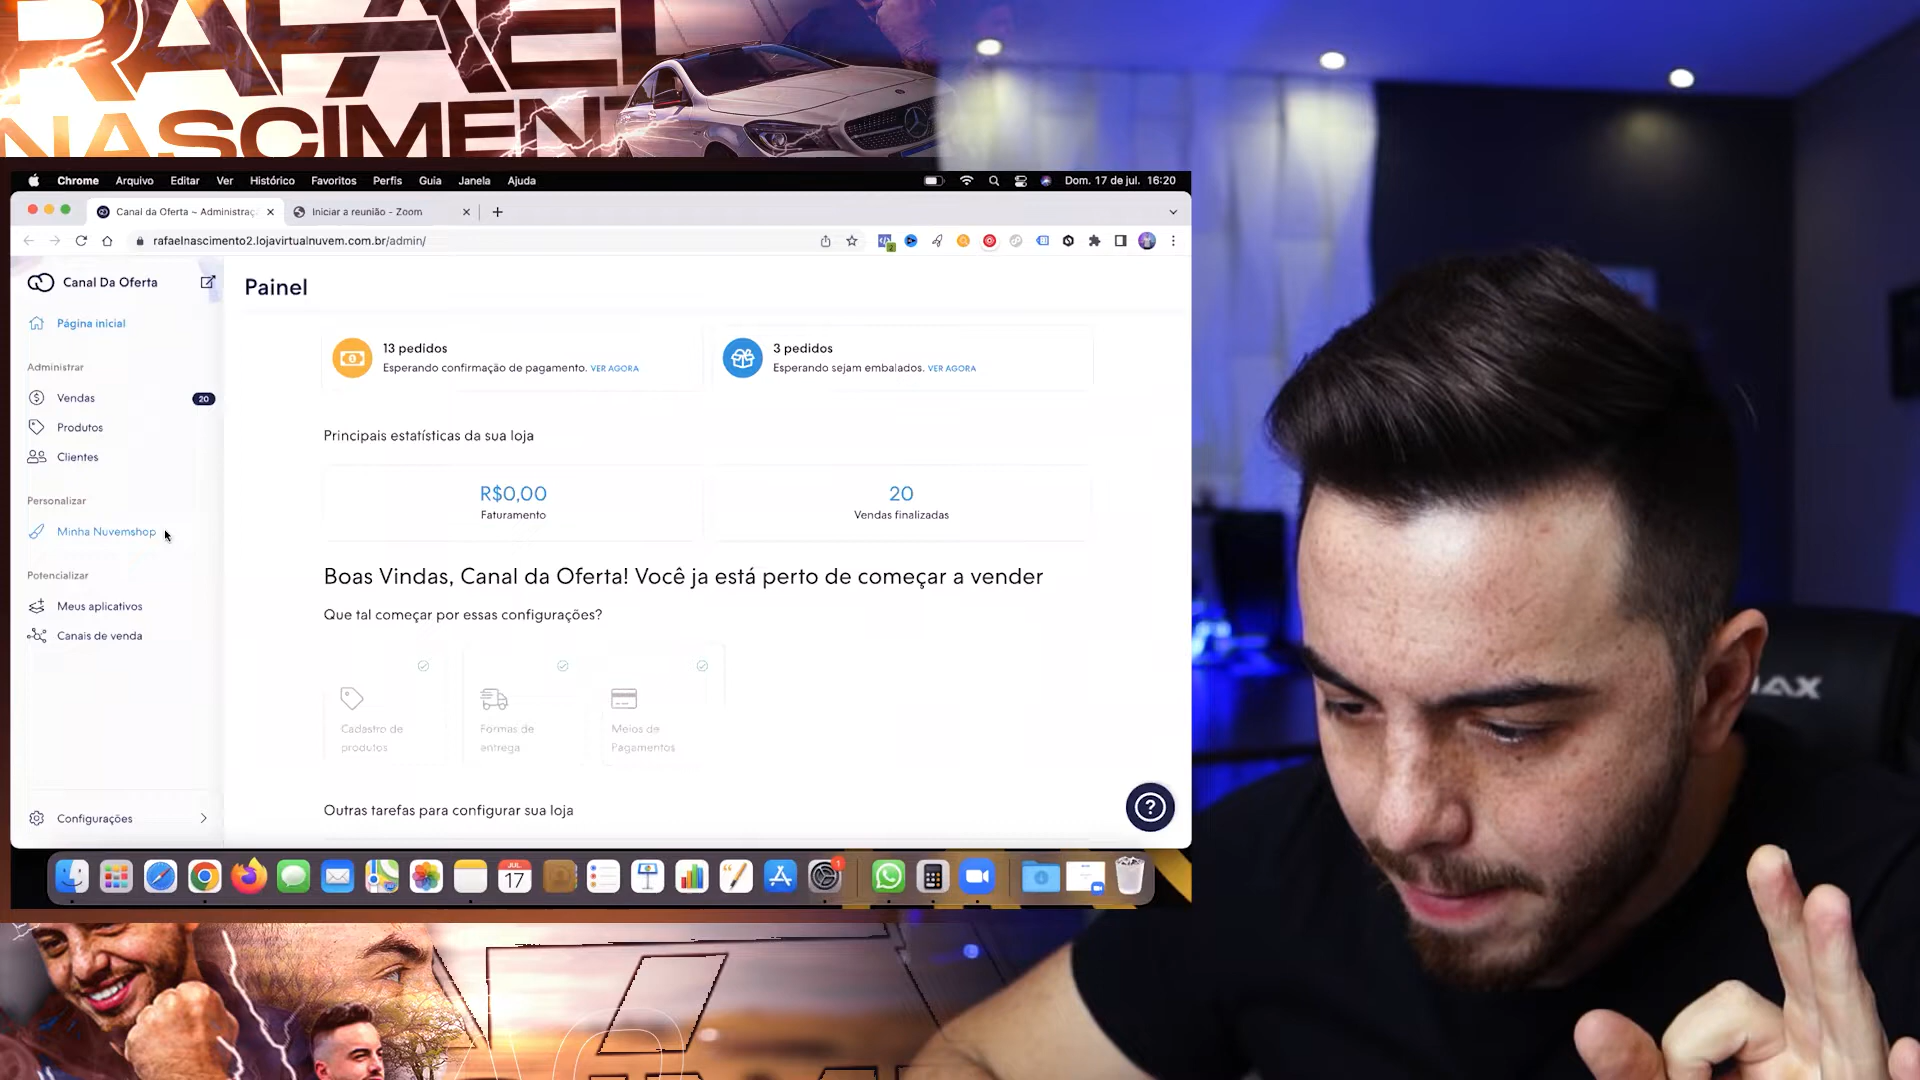 RAFAEL
NASCIMEN
Chrome Arquivo Editar Ver Histórico Favoritos Perfis Guia Janela Ajuda
Dom. 17 de jul. 16:20
Canal da Oferta ~ Administraç
Iniciar a reunião - Zoom
rafaelnascimento2.lojavirtualnuvem.com.br/admin/
2
Canal Da Oferta
Painel
Página inicial
13 pedidos
Esperando confirmação de pagamento. VER AGORA
3 pedidos
Esperando sejam embalados. VER AGORA
Administrar
Vendas 20
Produtos
Clientes
Principais estatísticas da sua loja
R$0,00
Faturamento
20
Vendas finalizadas
Personalizar
Minha Nuvemshop
Potencializar
Meus aplicativos
Canais de venda
Boas Vindas, Canal da Oferta! Você ja está perto de começar a vender
Que tal começar por essas configurações?
Cadastro de
produtos
Formas de
entrega
Meios de
Pagamentos
Outras tarefas para configurar sua loja
Configurações
?
JUL
17
1
AX